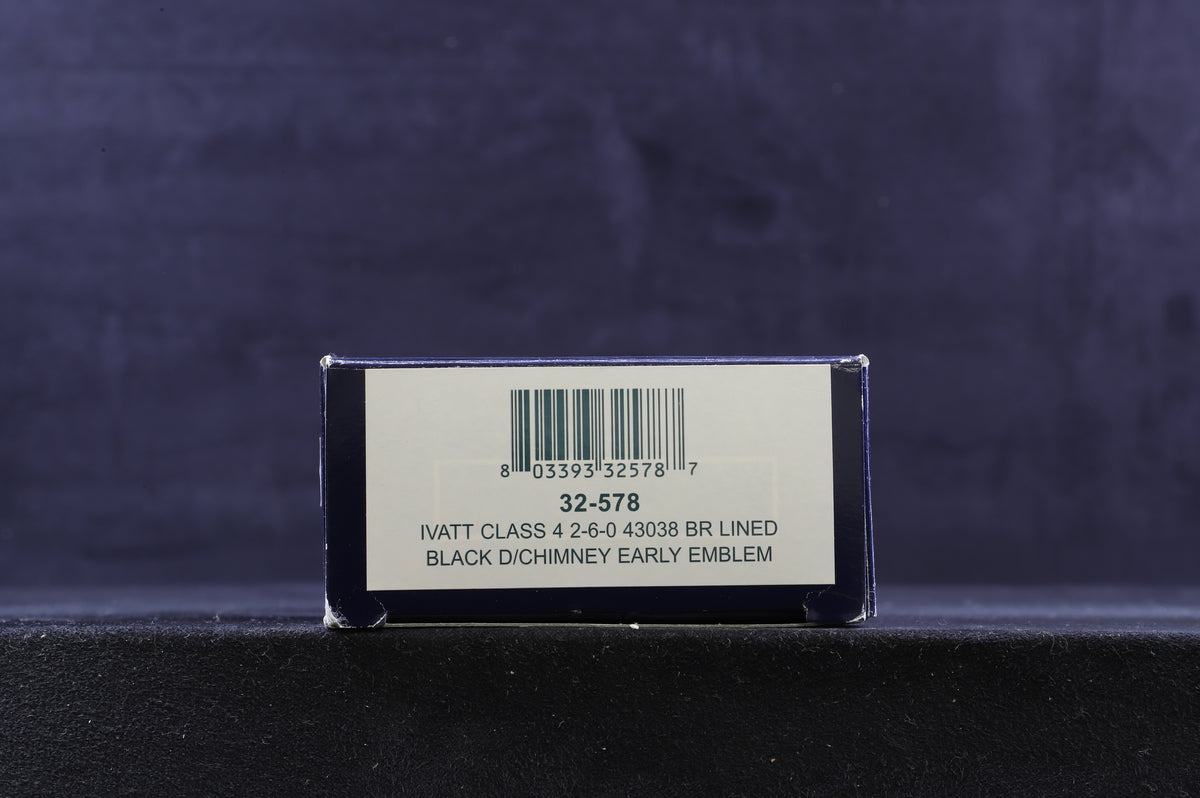 8 03393 32578 7
32-578
IVATT CLASS 4 2-6-0 43038 BR LINED
BLACK D/CHIMNEY EARLY EMBLEM